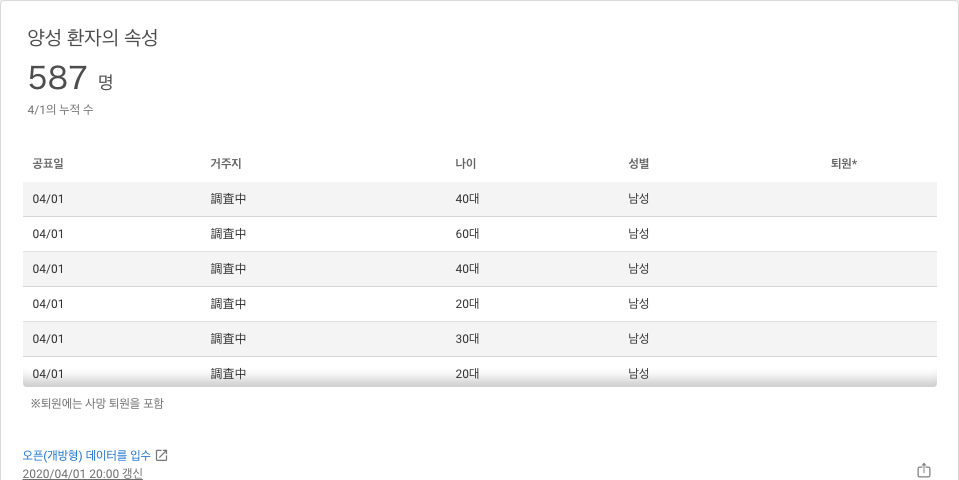 양성 환자의 속성
587 명
4/1의 누적 수
공표일 거주지 나이 성별 퇴원*
04/01 調査中 40대 남성
04/01 調査中 60대 남성
04/01 調査中 40대 남성
04/01 調査中 20대 남성
04/01 調査中 30대 남성
04/01 調査中 20대 남성
※퇴원에는 사망 퇴원을 포함
오픈(개방형) 데이터를 입수
2020/04/01 20:00 갱신